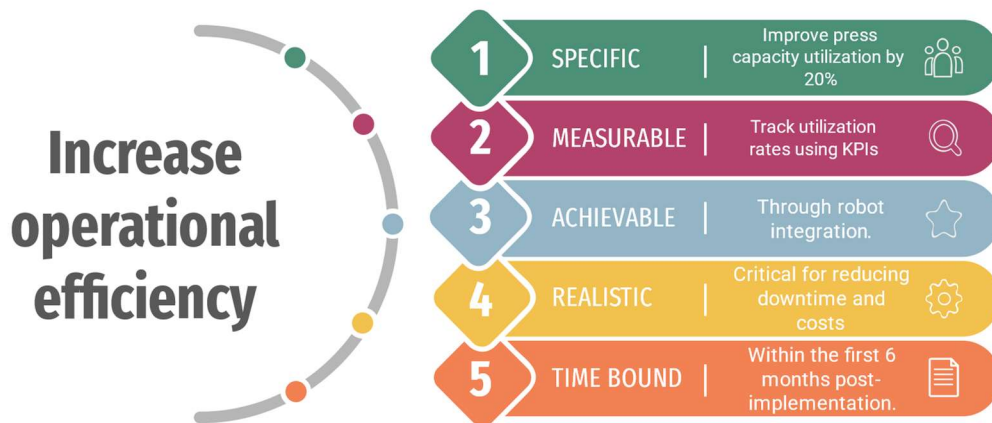 Increase
operational
efficiency
1
SPECIFIC
Improve press
capacity utilization by
20%
2
MEASURABLE
Track utilization
rates using KPIs
3
ACHIEVABLE
Through robot
integration.
4
REALISTIC
Critical for reducing
downtime and
costs
5
TIME BOUND
Within the first 6
months post-
implementation.